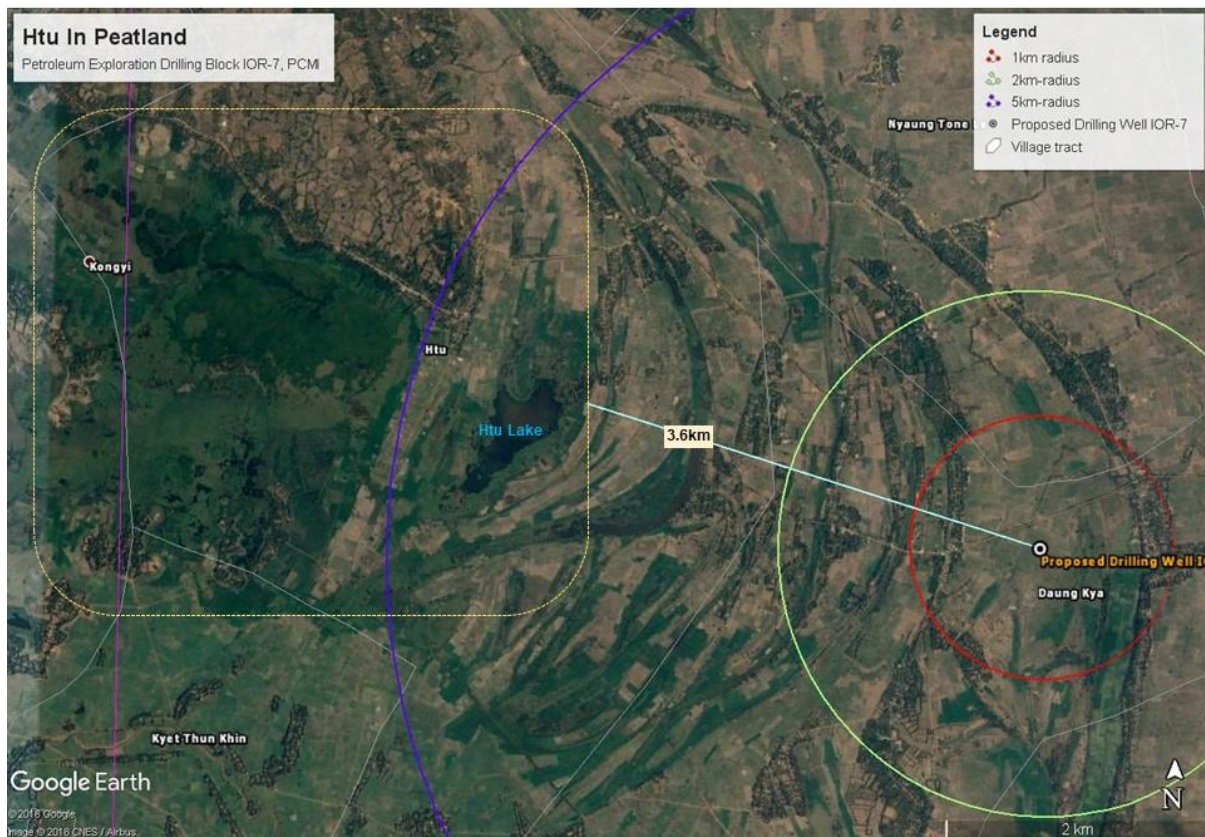 Htu In Peatland
Petroleum Exploration Drilling Block IOR-7, PCMI
Legend
1km radius
2km-radius
5km-radius
Proposed Drilling Well IOR-7
Village tract
Nyaung Tone
Kongyi
Htu
Htu Lake
3.6km
Proposed Drilling Well
Daung Kya
Kyet Thun Khin
Google Earth
©2018 Google
Image © 2018 CNES / Airbus
N
2 km